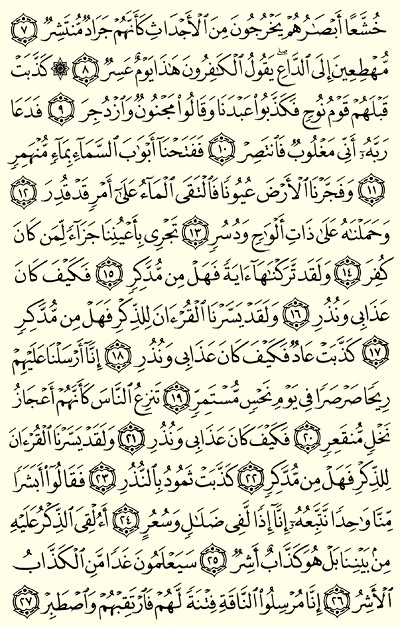 خُشَّعًا أَبْصَٰرُهُمْ يَخْرُجُونَ مِنَ ٱلْأَجْدَاثِ كَأَنَّهُمْ جَرَادٌ مُّنتَشِرٌ ٧
مُّهْطِعِينَ إِلَى ٱلدَّاعِ ۖ يَقُولُ ٱلْكَٰفِرُونَ هَٰذَا يَوْمٌ عَسِرٌ ٨ ۞ كَذَّبَتْ
قَبْلَهُمْ قَوْمُ نُوحٍ فَكَذَّبُوا۟ عَبْدَنَا وَقَالُوا۟ مَجْنُونٌ وَٱزْدُجِرَ ٩ فَدَعَا
رَبَّهُۥٓ أَنِّى مَغْلُوبٌ فَٱنتَصِرْ ١٠ فَفَتَحْنَآ أَبْوَٰبَ ٱلسَّمَآءِ بِمَآءٍ مُّنْهَمِرٍ
١١ وَفَجَّرْنَا ٱلْأَرْضَ عُيُونًا فَٱلْتَقَى ٱلْمَآءُ عَلَىٰٓ أَمْرٍ قَدْ قُدِرَ ١٢
وَحَمَلْنَٰهُ عَلَىٰ ذَاتِ أَلْوَٰحٍ وَدُسُرٍ ١٣ تَجْرِى بِأَعْيُنِنَا جَزَآءً لِّمَن كَانَ
كُفِرَ ١٤ وَلَقَد تَّرَكْنَٰهَآ ءَايَةً فَهَلْ مِن مُّدَّكِرٍ ١٥ فَكَيْفَ كَانَ
عَذَابِى وَنُذُرِ ١٦ وَلَقَدْ يَسَّرْنَا ٱلْقُرْءَانَ لِلذِّكْرِ فَهَلْ مِن مُّدَّكِرٍ
١٧ كَذَّبَتْ عَادٌ فَكَيْفَ كَانَ عَذَابِى وَنُذُرِ ١٨ إِنَّآ أَرْسَلْنَا عَلَيْهِمْ
رِيحًا صَرْصَرًا فِى يَوْمِ نَحْسٍ مُّسْتَمِرٍّ ١٩ تَنزِعُ ٱلنَّاسَ كَأَنَّهُمْ أَعْجَازُ
نَخْلٍ مُّنقَعِرٍ ٢٠ فَكَيْفَ كَانَ عَذَابِى وَنُذُرِ ٢١ وَلَقَدْ يَسَّرْنَا ٱلْقُرْءَانَ
لِلذِّكْرِ فَهَلْ مِن مُّدَّكِرٍ ٢٢ كَذَّبَتْ ثَمُودُ بِٱلنُّذُرِ ٢٣ فَقَالُوٓا۟ أَبَشَرًا
مِّنَّا وَٰحِدًا نَّتَّبِعُهُۥٓ إِنَّآ إِذًا لَّفِى ضَلَٰلٍ وَسُعُرٍ ٢٤ أَءُلْقِىَ ٱلذِّكْرُ عَلَيْهِ
مِنۢ بَيْنِنَا بَلْ هُوَ كَذَّابٌ أَشِرٌ ٢٥ سَيَعْلَمُونَ غَدًا مَّنِ ٱلْكَذَّابُ
ٱلْأَشِرُ ٢٦ إِنَّا مُرْسِلُوا۟ ٱلنَّاقَةِ فِتْنَةً لَّهُمْ فَٱرْتَقِبْهُمْ وَٱصْطَبِرْ ٢٧